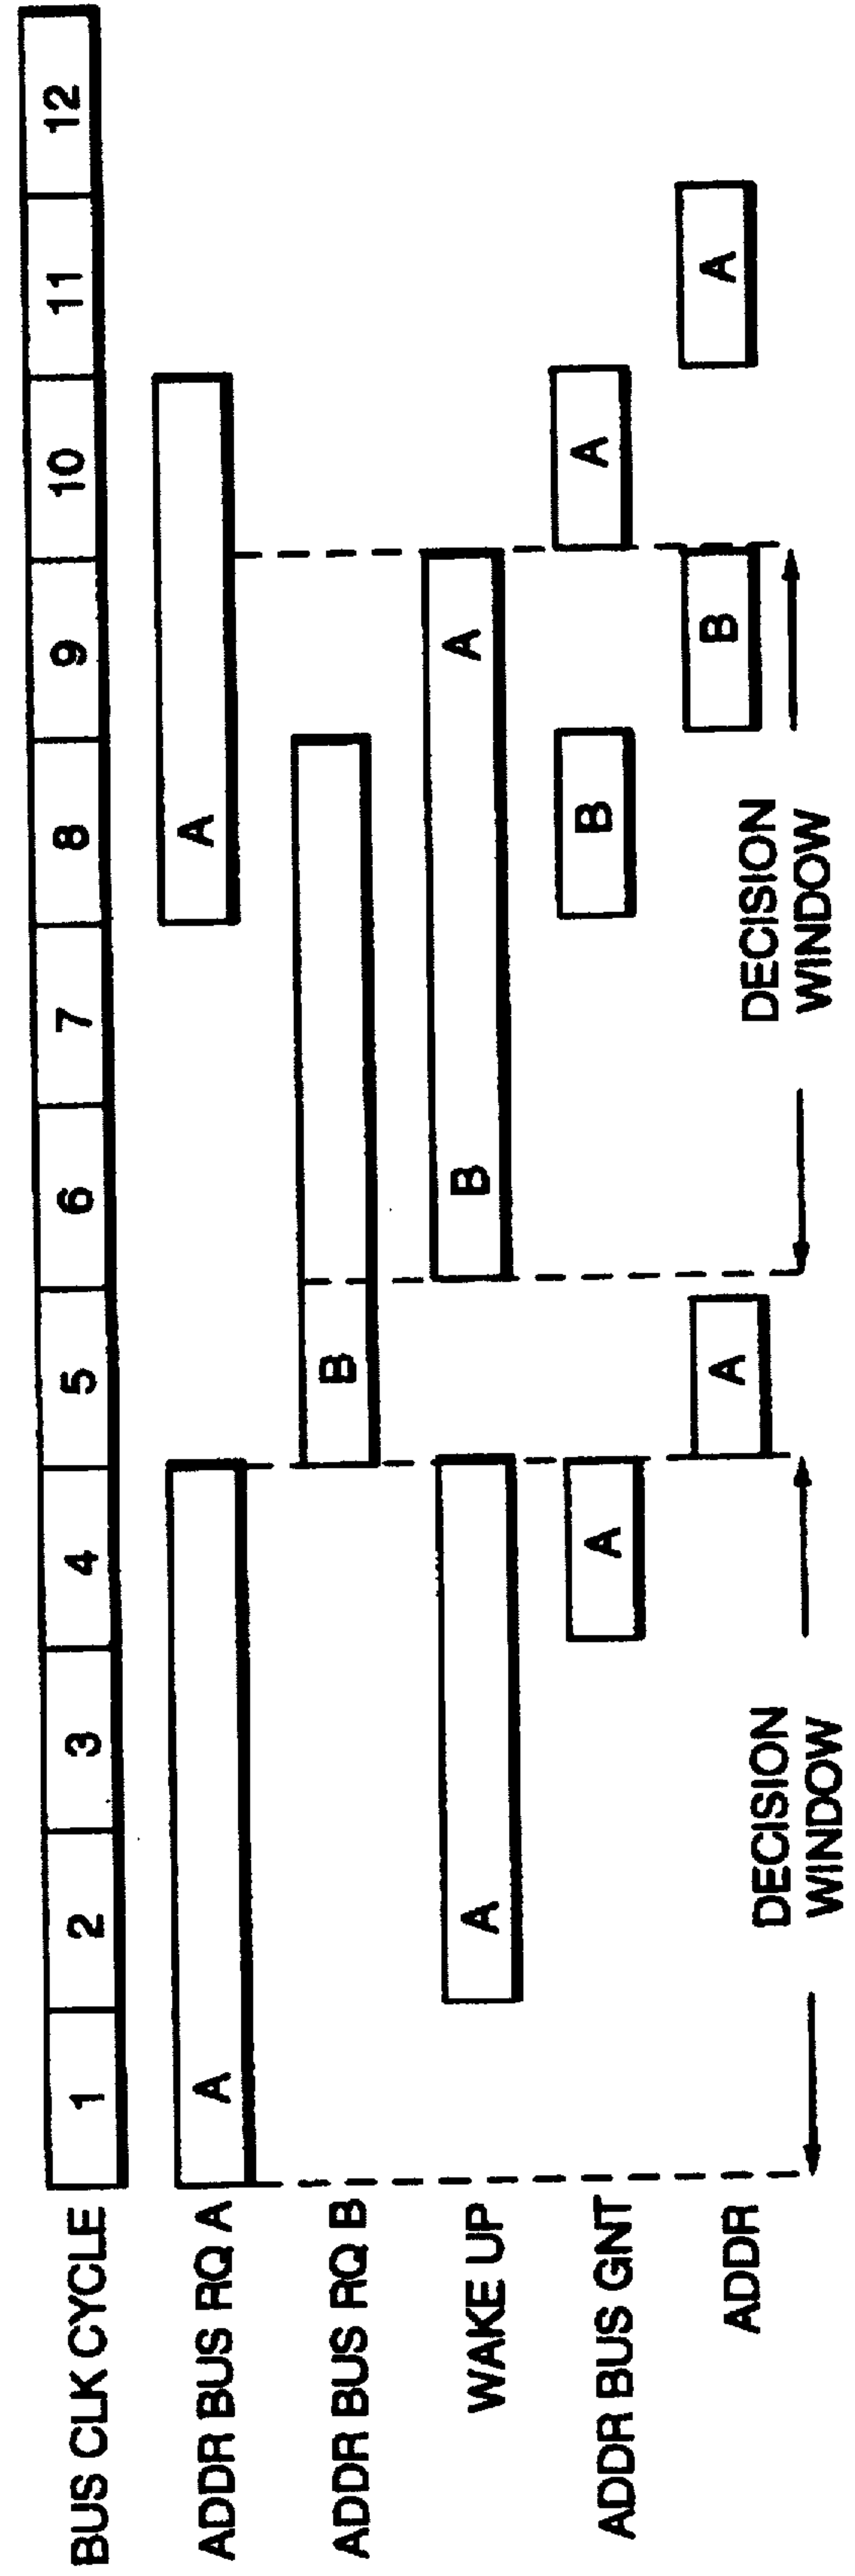 BUS CLK CYCLE 1 2 3 4 5 6 7 8 9 10 11 12
ADDR BUS RQ A A A
ADDR BUS RQ B B
WAKE UP A B A
ADDR BUS GNT A B A
ADDR A B A
DECISION
WINDOW
DECISION
WINDOW